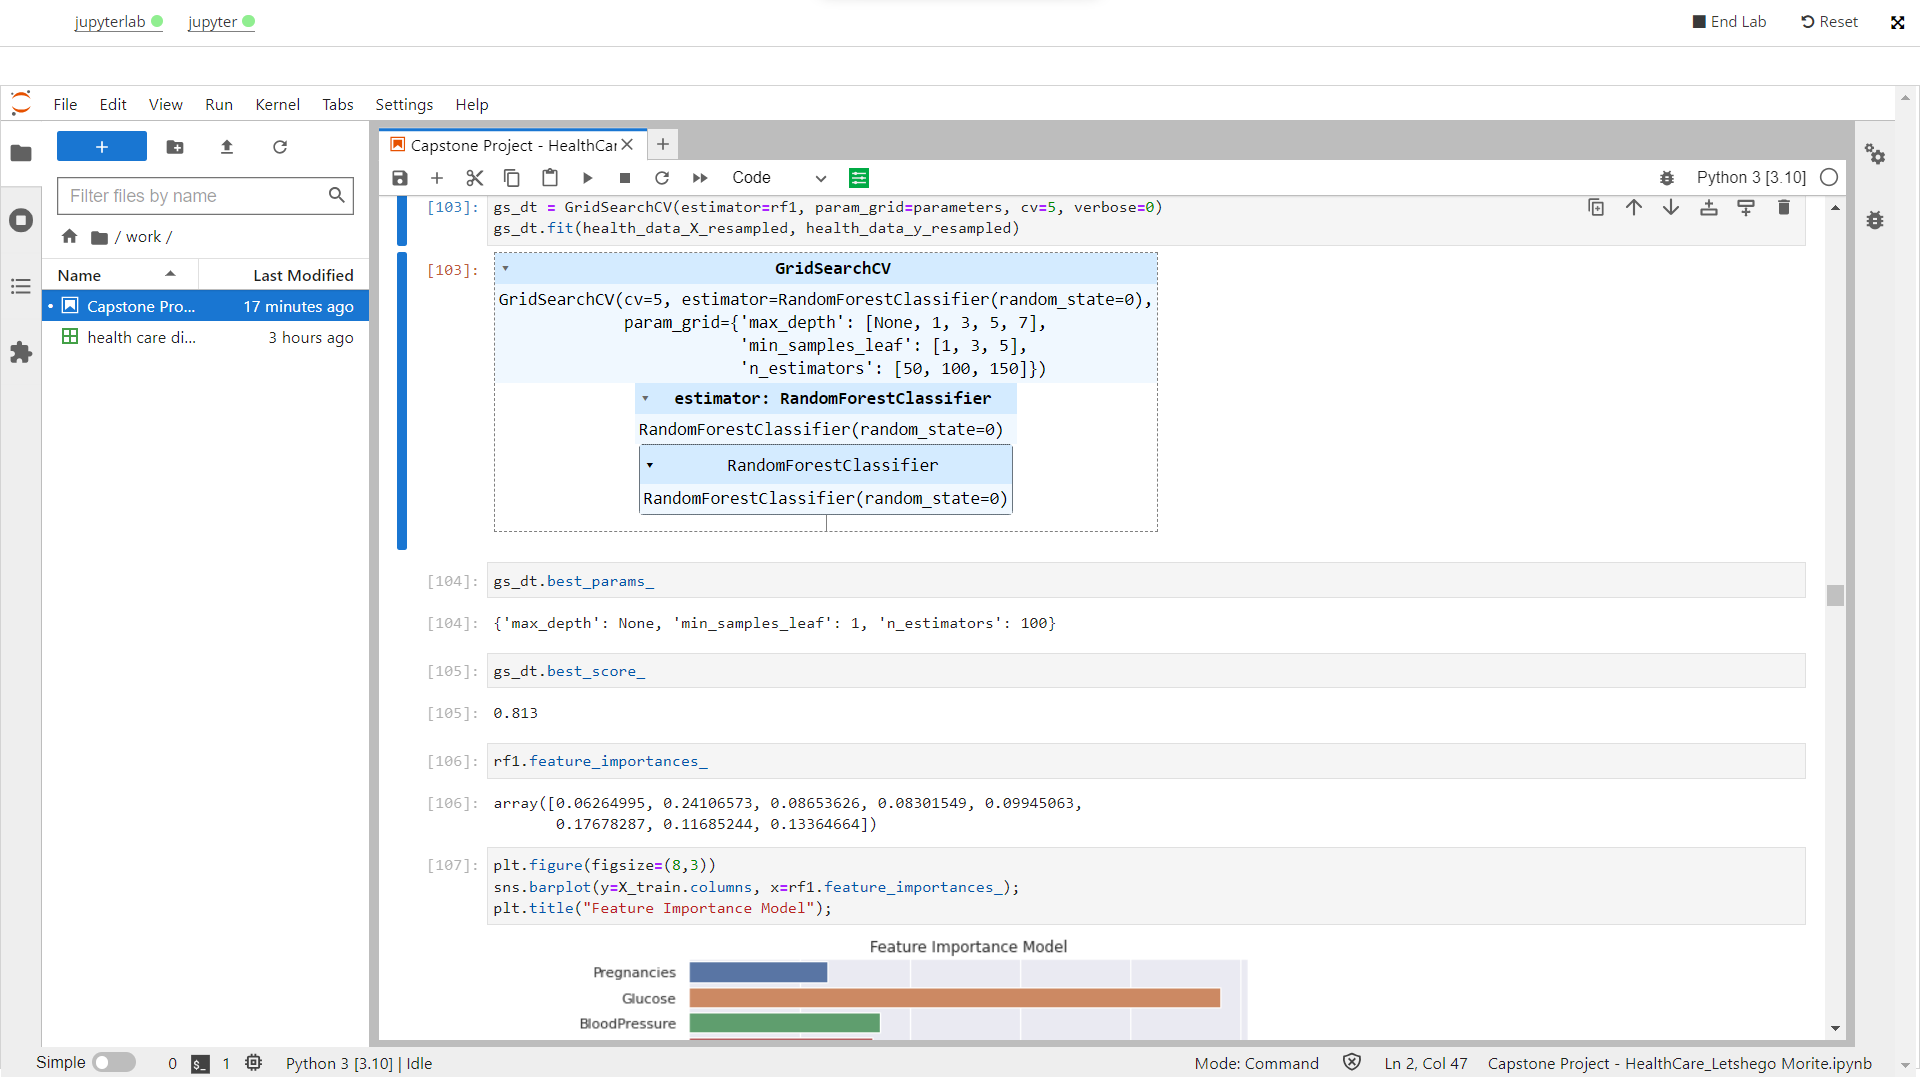 jupyterlab jupyter End Lab Reset
File Edit View Run Kernel Tabs Settings Help
+
Capstone Project - HealthCar
Code Python 3 [3.10]
Filter files by name
/ work /
Name Last Modified
Capstone Pro... 17 minutes ago
health care di... 3 hours ago
[103]: gs_dt = GridSearchCV(estimator=rf1, param_grid=parameters, cv=5, verbose=0)
gs_dt.fit(health_data_X_resampled, health_data_y_resampled)
[103]: GridSearchCV
GridSearchCV(cv=5, estimator=RandomForestClassifier(random_state=0),
param_grid={'max_depth': [None, 1, 3, 5, 7],
'min_samples_leaf': [1, 3, 5],
'n_estimators': [50, 100, 150]})
estimator: RandomForestClassifier
RandomForestClassifier(random_state=0)
RandomForestClassifier
RandomForestClassifier(random_state=0)
[104]: gs_dt.best_params_
[104]: {'max_depth': None, 'min_samples_leaf': 1, 'n_estimators': 100}
[105]: gs_dt.best_score_
[105]: 0.813
[106]: rf1.feature_importances_
[106]: array([0.06264995, 0.24106573, 0.08653626, 0.08301549, 0.09945063,
0.17678287, 0.11685244, 0.13364664])
[107]: plt.figure(figsize=(8,3))
sns.barplot(y=X_train.columns, x=rf1.feature_importances_);
plt.title("Feature Importance Model");
Feature Importance Model
Pregnancies
Glucose
BloodPressure
Simple 0 1 Python 3 [3.10] | Idle Mode: Command Ln 2, Col 47 Capstone Project - HealthCare_Letshego Morite.ipynb